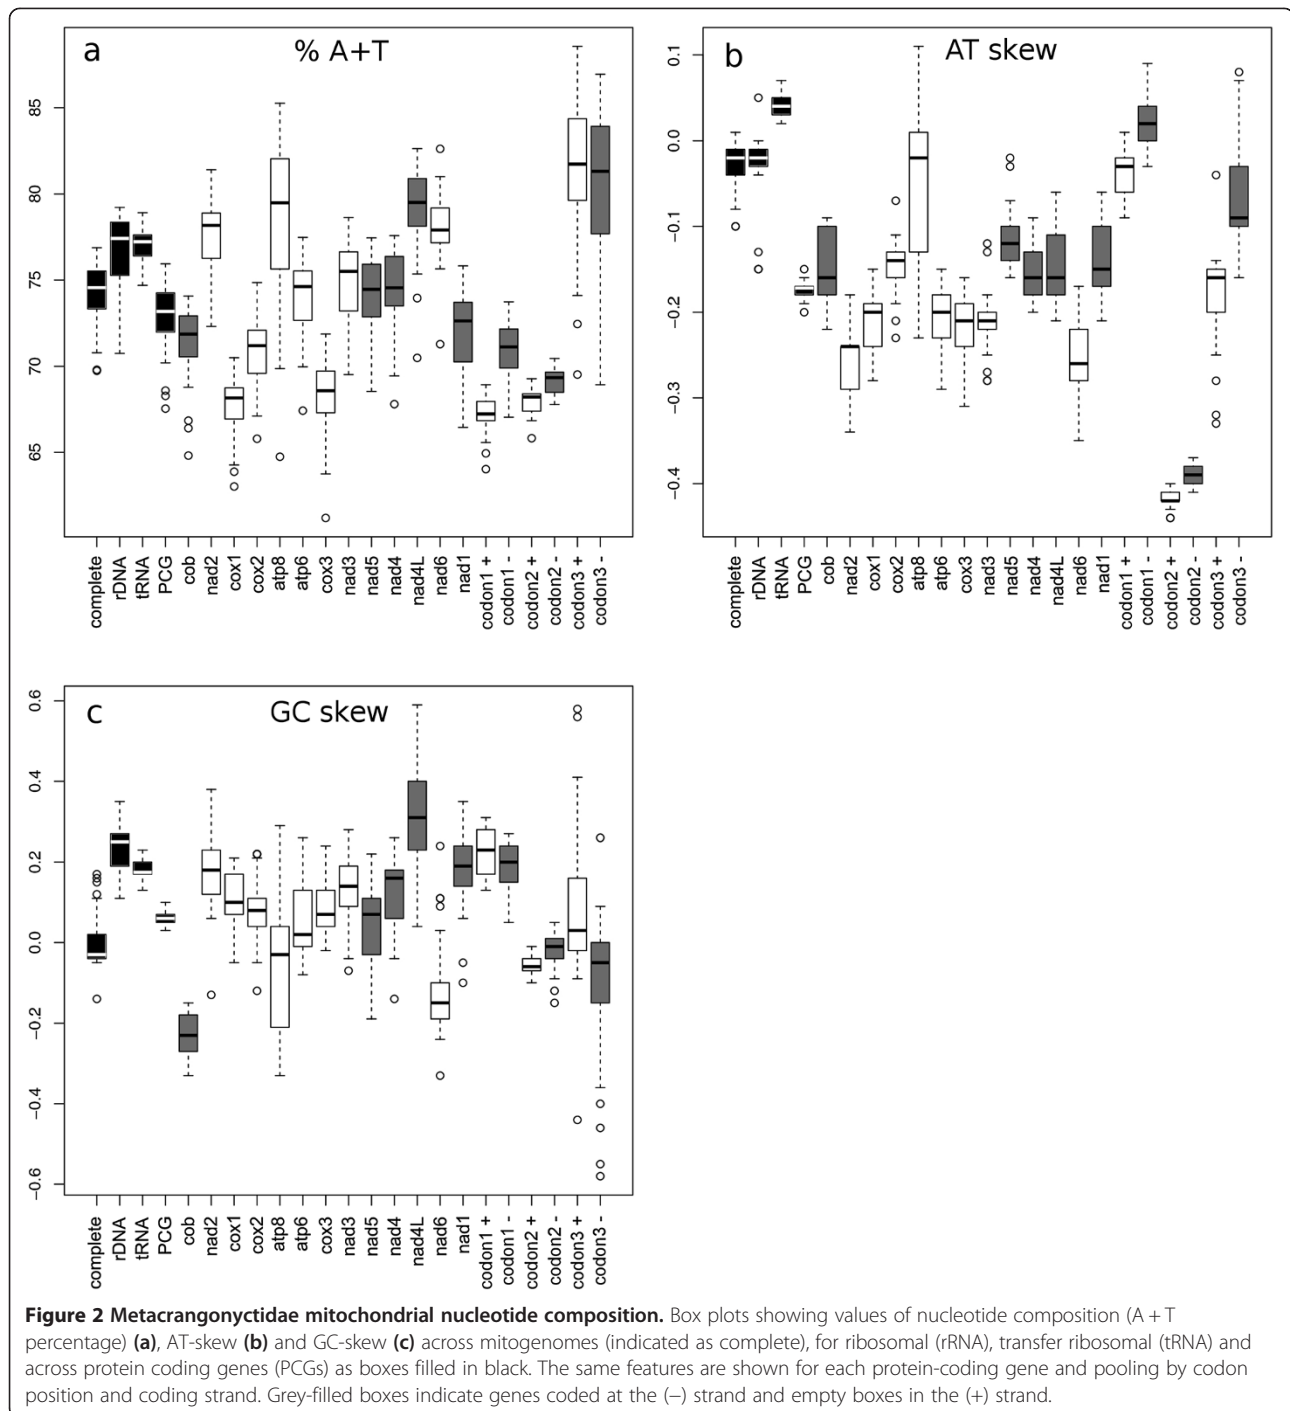 a
% A+T
85
80
75
70
65
complete
rDNA
tRNA
PCG
cob
nad2
cox1
cox2
atp8
atp6
cox3
nad3
nad5
nad4
nad4L
nad6
nad1
codon1 +
codon1 -
codon2 +
codon2 -
codon3 +
codon3 -
b
AT skew
0.1
0.0
−0.1
−0.2
−0.3
−0.4
complete
rDNA
tRNA
PCG
cob
nad2
cox1
cox2
atp8
atp6
cox3
nad3
nad5
nad4
nad4L
nad6
nad1
codon1 +
codon1 -
codon2 +
codon2 -
codon3 +
codon3 -
c
GC skew
0.6
0.4
0.2
0.0
−0.2
−0.4
−0.6
complete
rDNA
tRNA
PCG
cob
nad2
cox1
cox2
atp8
atp6
cox3
nad3
nad5
nad4
nad4L
nad6
nad1
codon1 +
codon1 -
codon2 +
codon2 -
codon3 +
codon3 -
Figure 2 Metacrangonyctidae mitochondrial nucleotide composition. Box plots showing values of nucleotide composition (A + T
percentage) (a), AT-skew (b) and GC-skew (c) across mitogenomes (indicated as complete), for ribosomal (rRNA), transfer ribosomal (tRNA) and
across protein coding genes (PCGs) as boxes filled in black. The same features are shown for each protein-coding gene and pooling by codon
position and coding strand. Grey-filled boxes indicate genes coded at the (−) strand and empty boxes in the (+) strand.